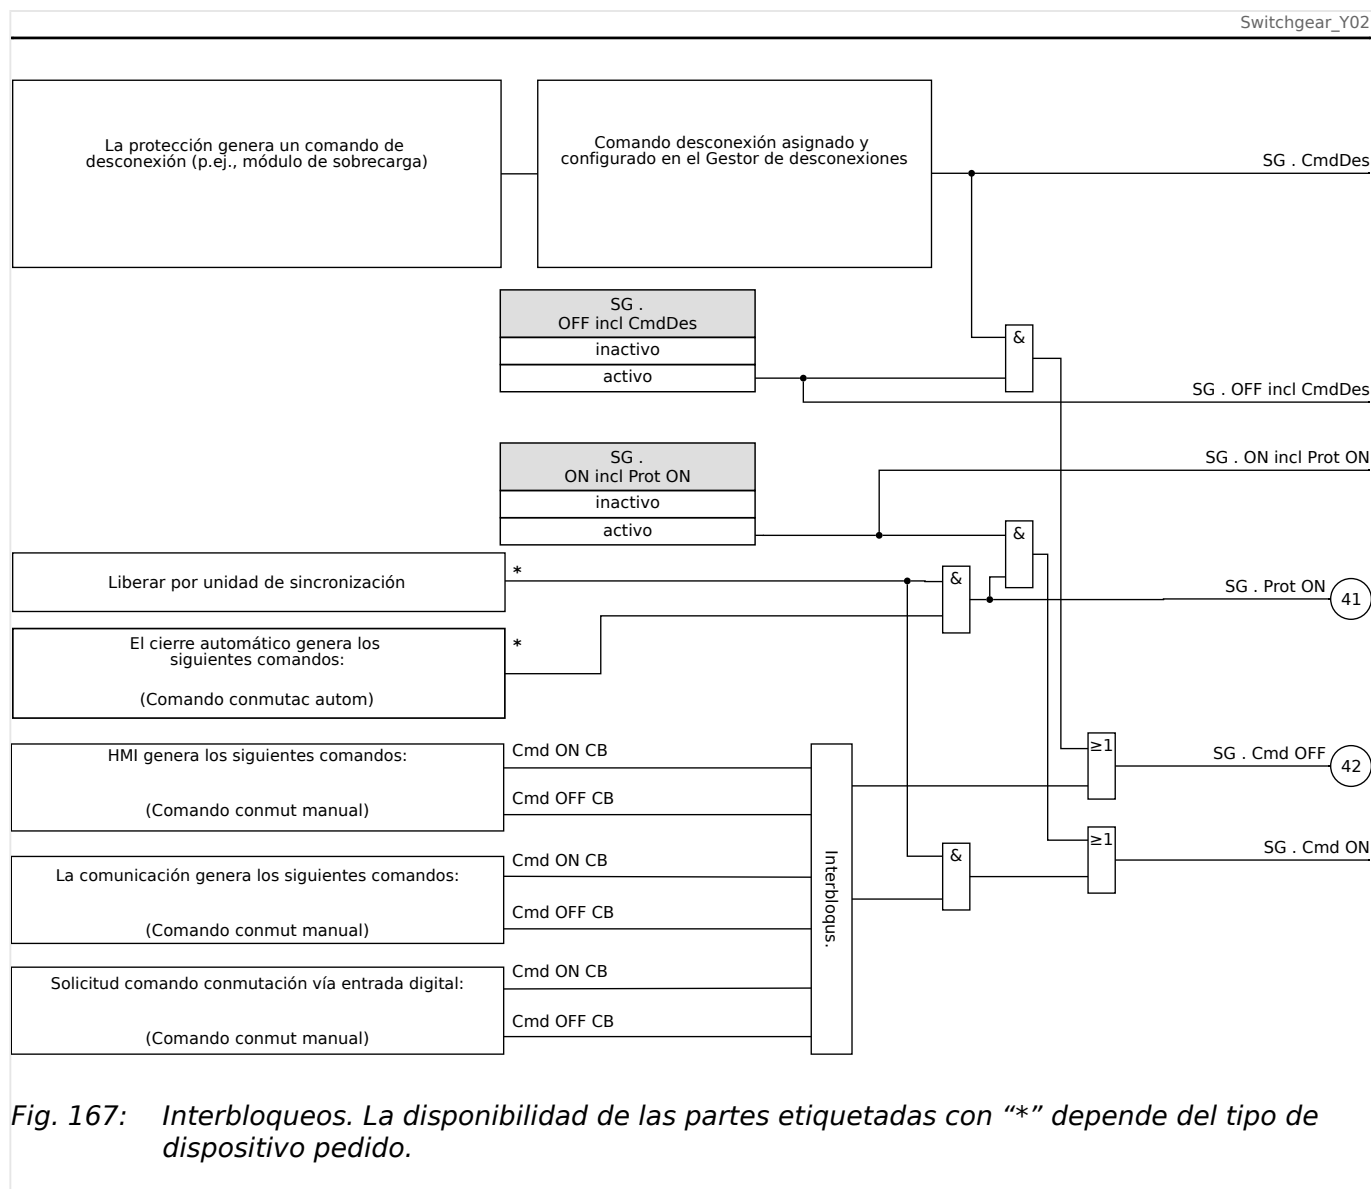 Switchgear_Y02
La protección genera un comando de
desconexión (p.ej., módulo de sobrecarga)
Comando desconexión asignado y
configurado en el Gestor de desconexiones
SG . CmdDes
SG .
OFF incl CmdDes
inactivo
activo
&
SG . OFF incl CmdDes
SG .
ON incl Prot ON
inactivo
activo
SG . ON incl Prot ON
&
Liberar por unidad de sincronización
*
&
SG . Prot ON
41
El cierre automático genera los
siguientes comandos:
(Comando conmutac autom)
*
HMI genera los siguientes comandos:
(Comando conmut manual)
Cmd ON CB
Cmd OFF CB
≥1
SG . Cmd OFF
42
La comunicación genera los siguientes comandos:
(Comando conmut manual)
Cmd ON CB
Cmd OFF CB
Interbloqus.
&
≥1
SG . Cmd ON
Solicitud comando conmutación vía entrada digital:
(Comando conmut manual)
Cmd ON CB
Cmd OFF CB
Fig. 167: Interbloqueos. La disponibilidad de las partes etiquetadas con “*” depende del tipo de
dispositivo pedido.